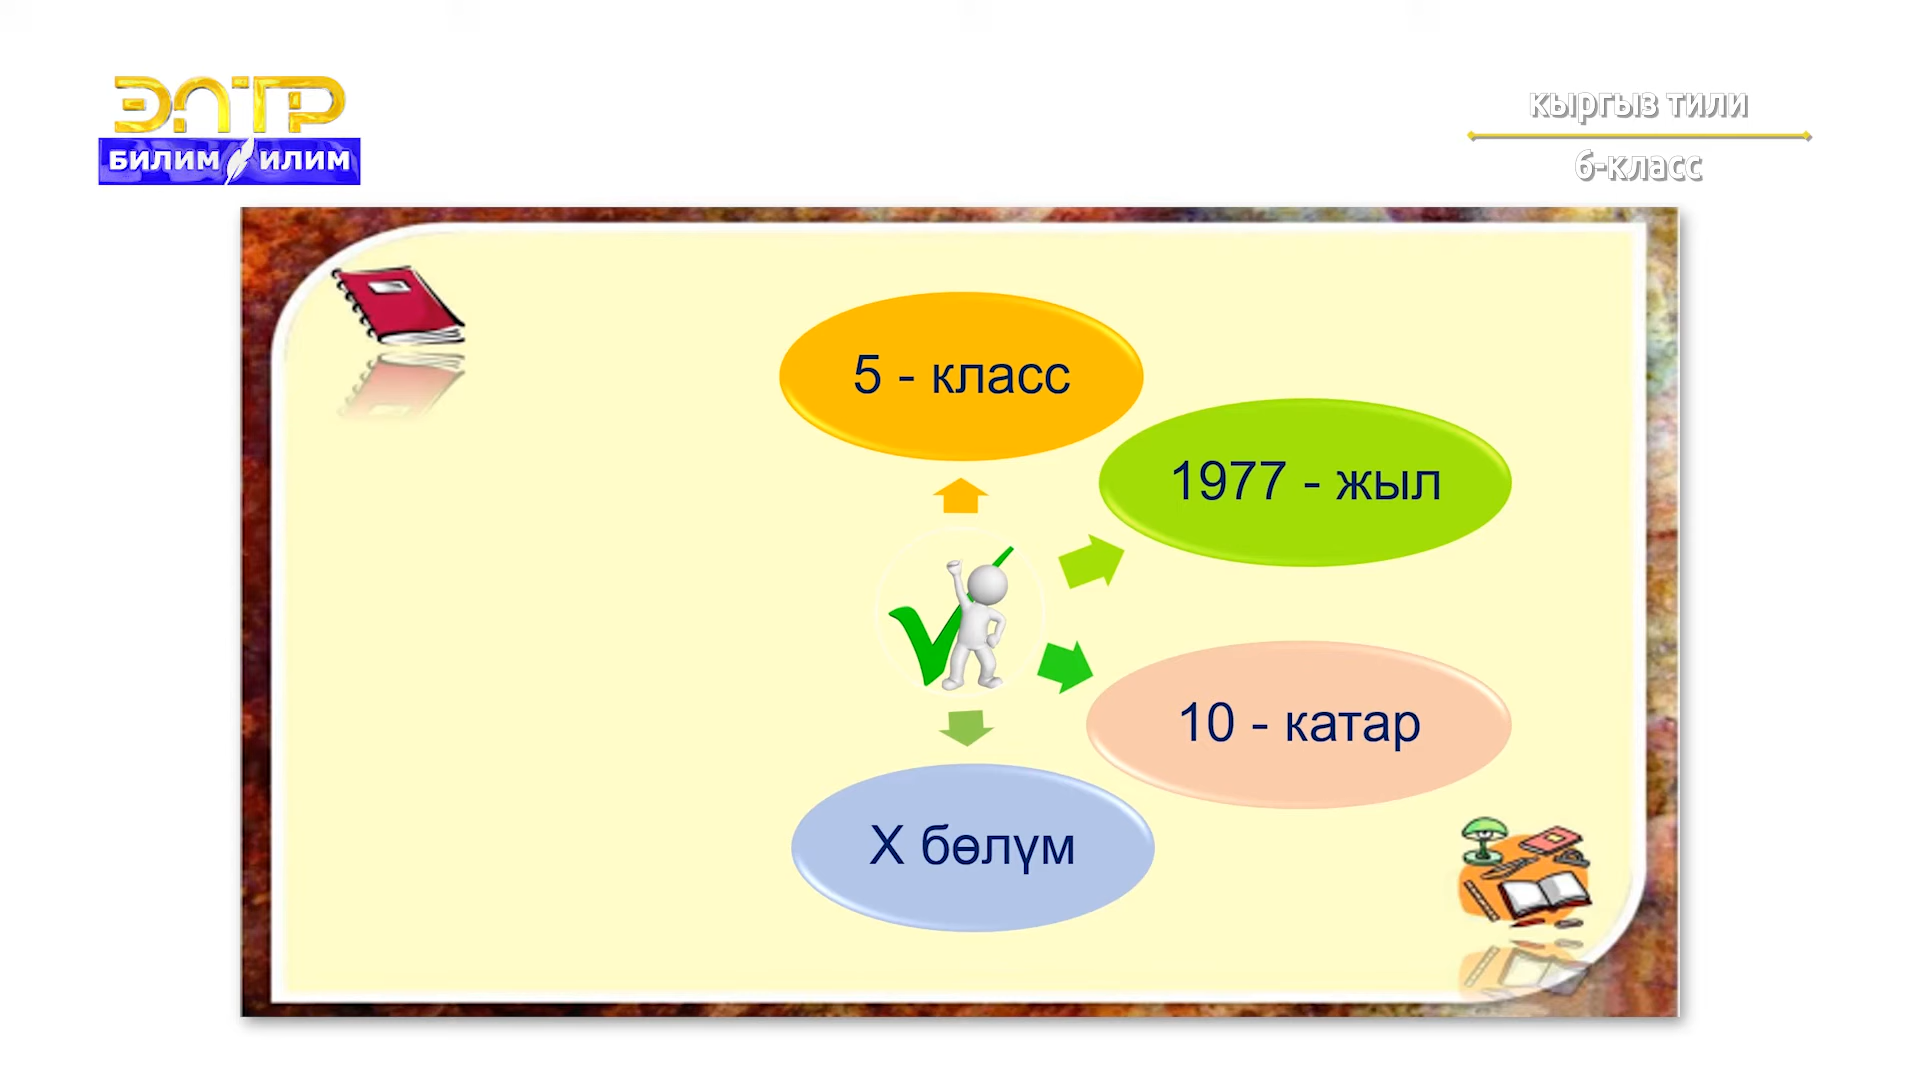 ЭЛТР
БИЛИМ ИЛИМ
кыргыз тили
6-класс
5 - класс
1977 - жыл
10 - катар
X бөлүм